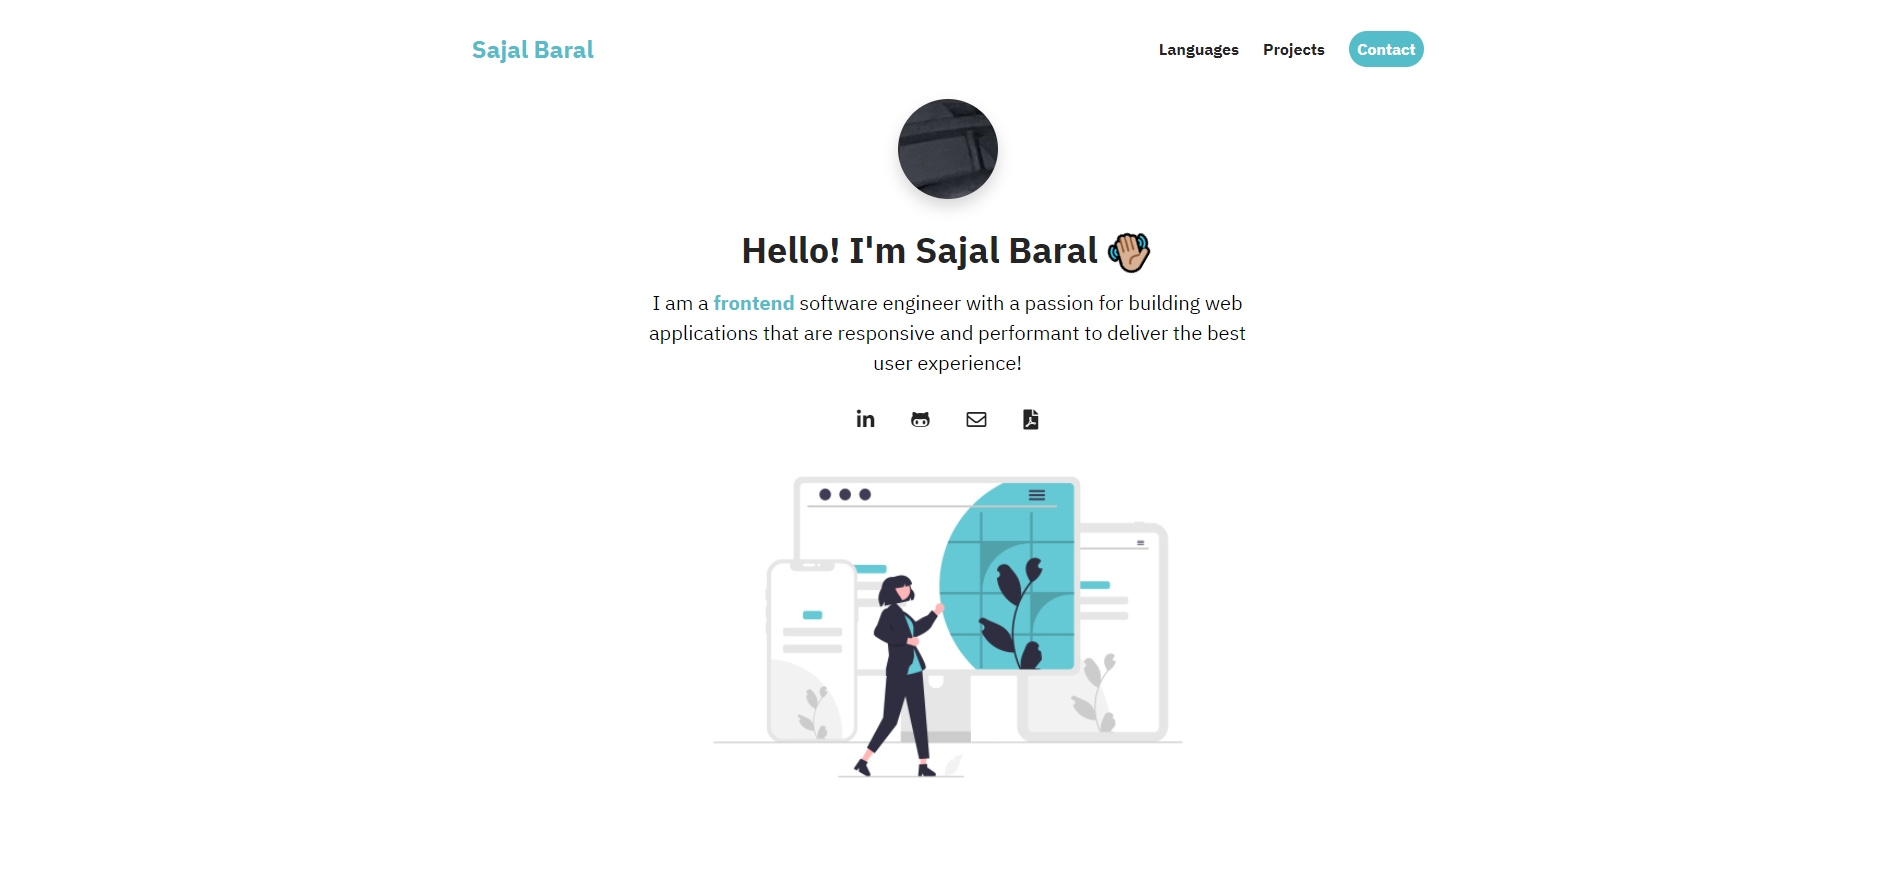 Sajal Baral
Languages Projects Contact
Hello! I'm Sajal Baral
I am a frontend software engineer with a passion for building web
applications that are responsive and performant to deliver the best
user experience!
in